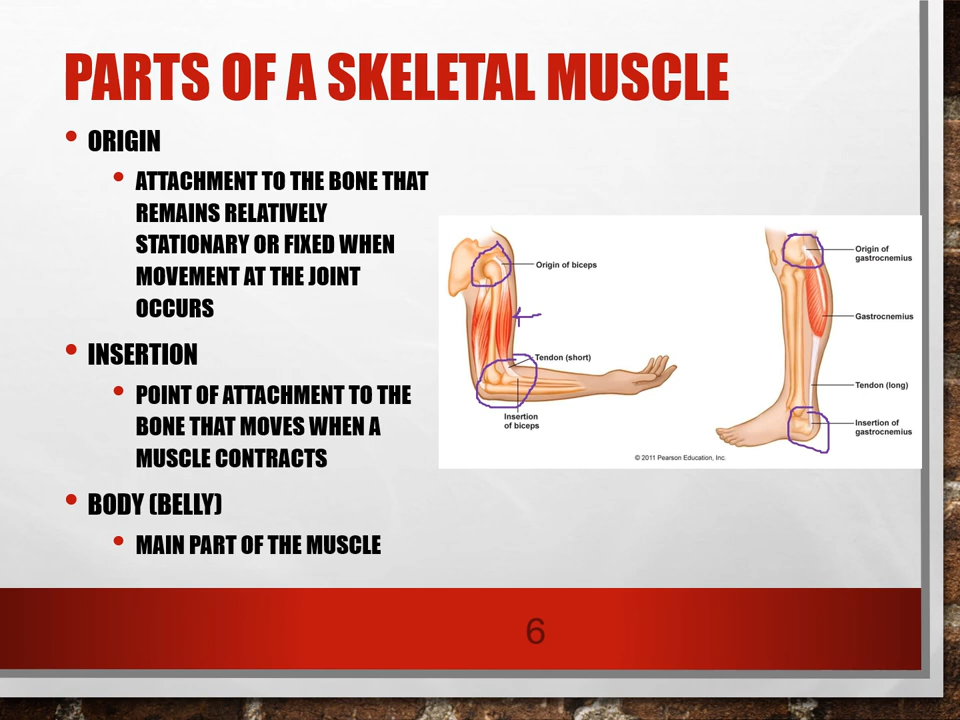 PARTS OF A SKELETAL MUSCLE
• ORIGIN
• ATTACHMENT TO THE BONE THAT
REMAINS RELATIVELY
STATIONARY OR FIXED WHEN
MOVEMENT AT THE JOINT
OCCURS
• INSERTION
• POINT OF ATTACHMENT TO THE
BONE THAT MOVES WHEN A
MUSCLE CONTRACTS
• BODY (BELLY)
• MAIN PART OF THE MUSCLE
Origin of biceps
Tendon (short)
Insertion
of biceps
Origin of
gastrocnemius
Gastrocnemius
Tendon (long)
Insertion of
gastrocnemius
© 2011 Pearson Education, Inc.
6